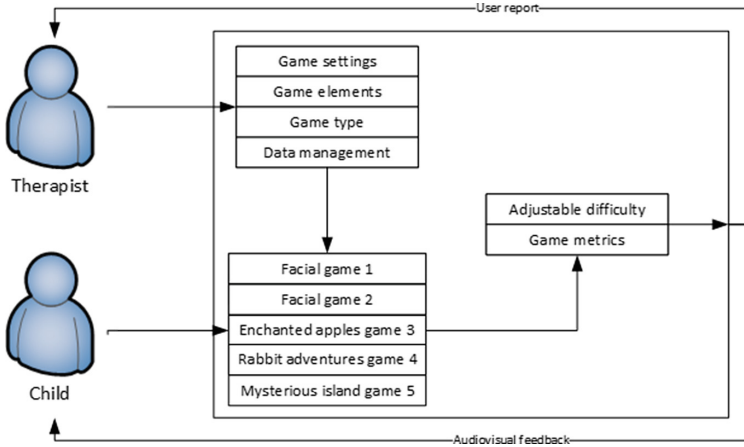 User report
Game settings
Game elements
Game type
Data management
Therapist
Adjustable difficulty
Game metrics
Facial game 1
Facial game 2
Enchanted apples game 3
Rabbit adventures game 4
Mysterious island game 5
Child
Audiovisual feedback